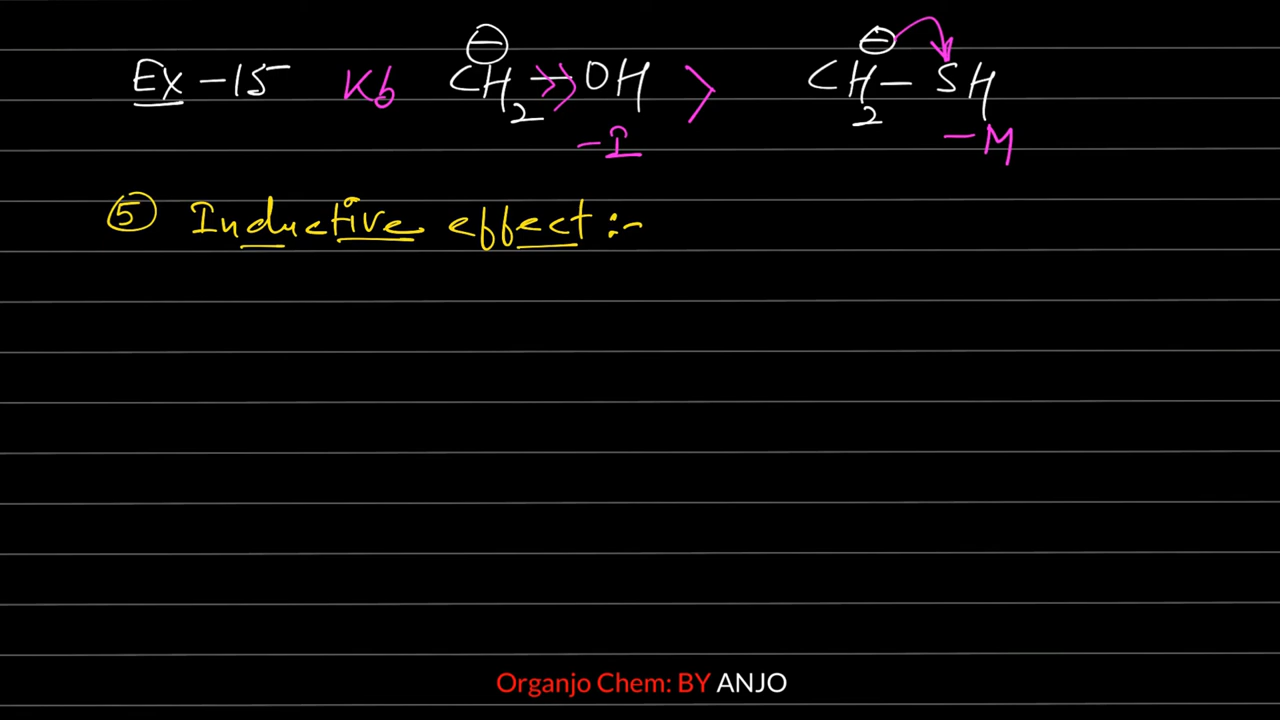 Ex-15 Kb ⊖CH2-OH > ⊖CH2-SH
-I -M
⑤ Inductive effect :-
Organjo Chem: BY ANJO